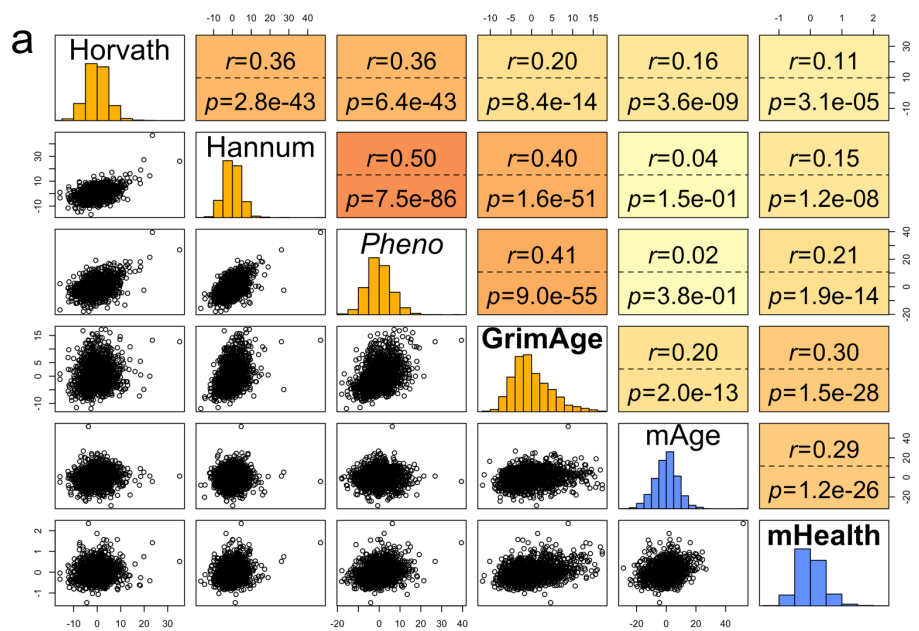 -10 0 10 20 30 40
-5 0 5 10 15
-1 0 1 2
a
Horvath
r=0.36
r=0.36
r=0.20
r=0.16
r=0.11
p=2.8e-43
p=6.4e-43
p=8.4e-14
p=3.6e-09
p=3.1e-05
-10 0 10 20 30
-10 10 30
Hannum
r=0.50
r=0.40
r=0.04
r=0.15
p=7.5e-86
p=1.6e-51
p=1.5e-01
p=1.2e-08
Pheno
r=0.41
r=0.02
r=0.21
p=9.0e-55
p=3.8e-01
p=1.9e-14
-20 0 10 20 40
-10 0 5 15
GrimAge
r=0.20
r=0.30
p=2.0e-13
p=1.5e-28
mAge
r=0.29
p=1.2e-26
-20 0 20 40
-1 0 1 2
mHealth
-10 0 10 20 30
-20 0 10 20 30 40
-20 0 20 40